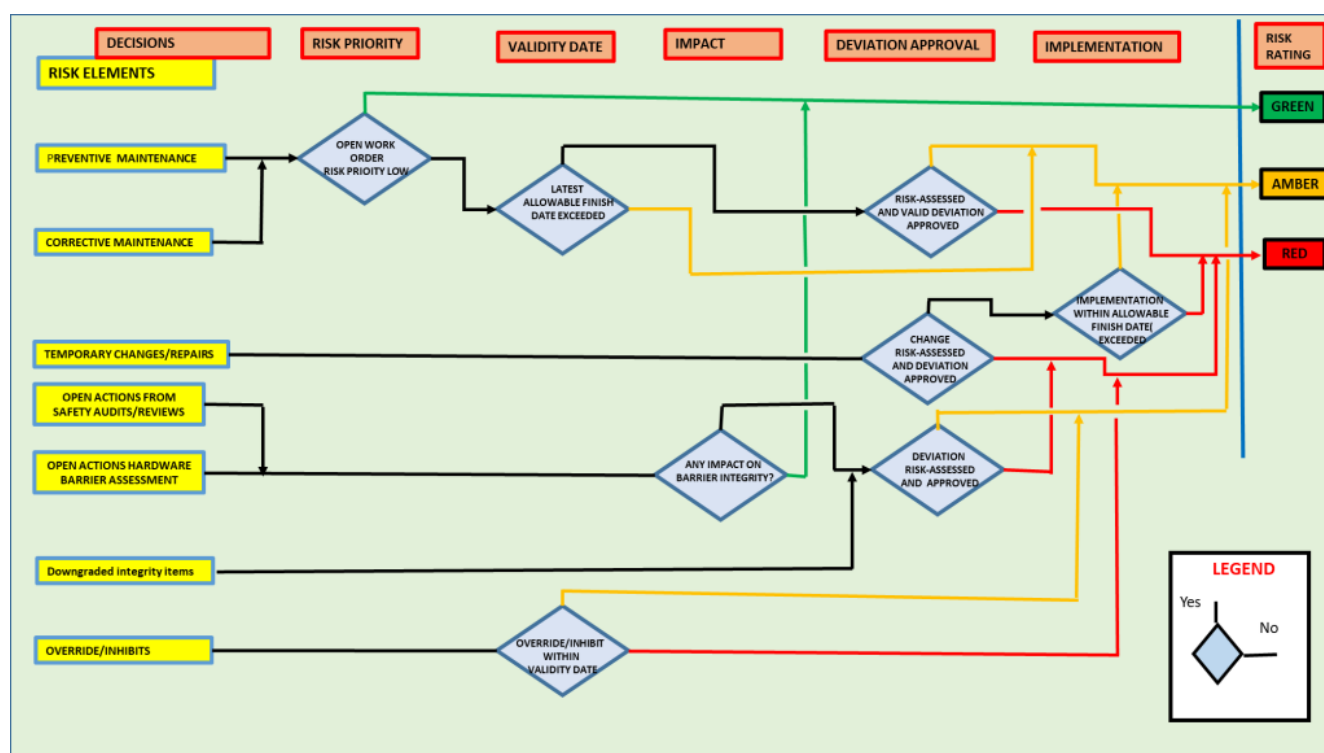 DECISIONS
RISK PRIORITY
VALIDITY DATE
IMPACT
DEVIATION APPROVAL
IMPLEMENTATION
RISK
RATING
RISK ELEMENTS
GREEN
PREVENTIVE MAINTENANCE
OPEN WORK
ORDER
RISK PRIOITY LOW
LATEST
ALLOWABLE FINISH
DATE EXCEEDED
RISK-ASSESSED
AND VALID DEVIATION
APPROVED
AMBER
CORRECTIVE MAINTENANCE
RED
TEMPORARY CHANGES/REPAIRS
CHANGE
RISK-ASSESSED
AND DEVIATION
APPROVED
IMPLEMENTATION
WITHIN ALLOWABLE
FINISH DATE(
EXCEEDED
OPEN ACTIONS FROM
SAFETY AUDITS/REVIEWS
OPEN ACTIONS HARDWARE
BARRIER ASSESSMENT
ANY IMPACT ON
BARRIER INTEGRITY?
DEVIATION
RISK-ASSESSED
AND APPROVED
Downgraded integrity items
OVERRIDE/INHIBITS
OVERRIDE/INHIBIT
WITHIN
VALIDITY DATE
LEGEND
Yes
No